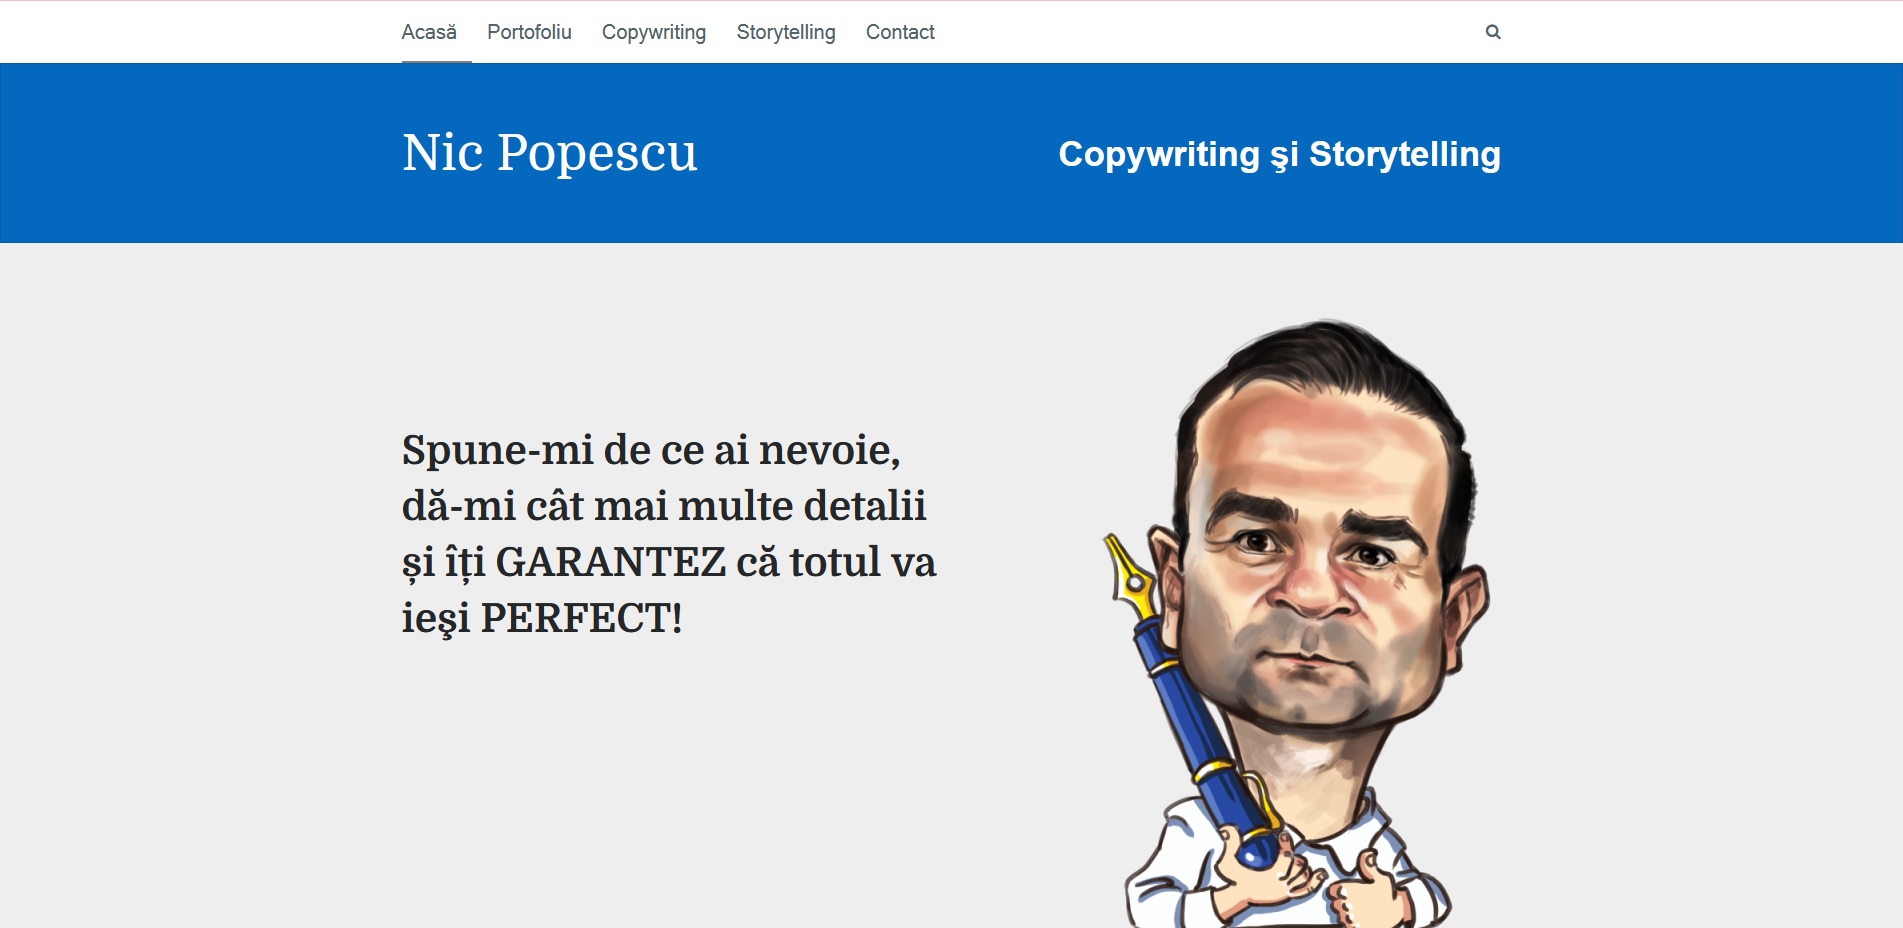 Acasă Portofoliu Copywriting Storytelling Contact
Nic Popescu
Copywriting şi Storytelling
Spune-mi de ce ai nevoie,
dă-mi cât mai multe detalii
și îți GARANTEZ că totul va
ieşi PERFECT!